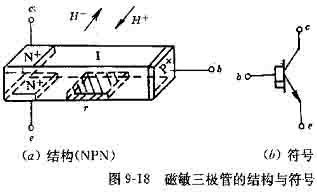 c
H⁻ H⁺
N⁺ I
N⁺ P⁺ b
r
e
c
b
e
(a) 结构(NPN) (b) 符号
图 9-18 磁敏三极管的结构与符号